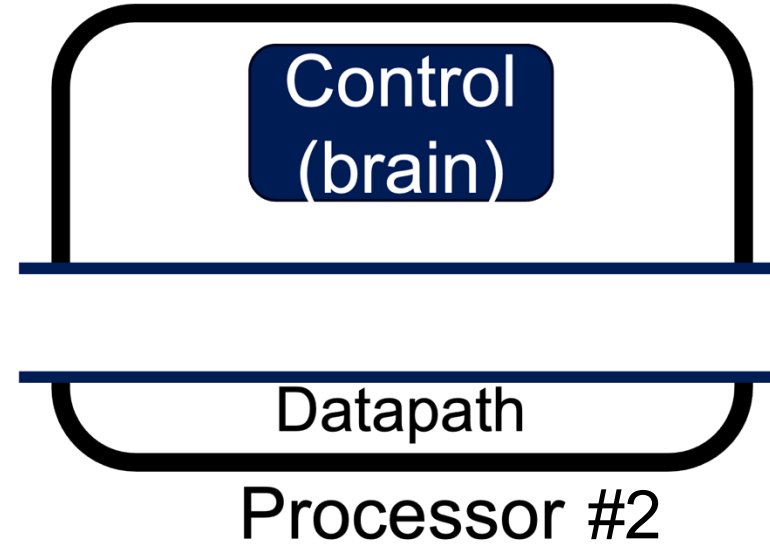 Control
(brain)
Datapath
Processor #2